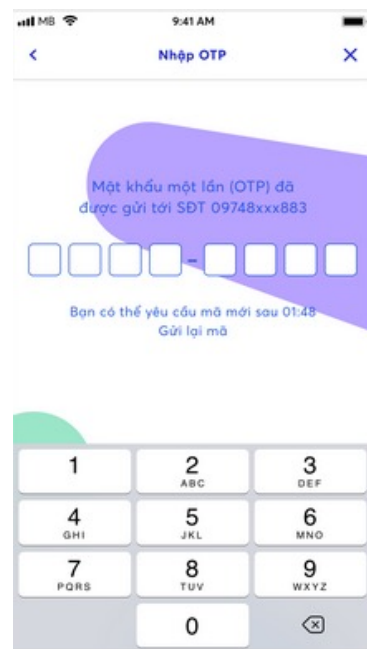 MB 9:41 AM
Nhập OTP
Mật khẩu một lần (OTP) đã
được gửi tới SĐT 09748xxx883
-
Bạn có thể yêu cầu mã mới sau 01:48
Gửi lại mã
1 2 3
ABC DEF
4 5 6
GHI JKL MNO
7 8 9
PQRS TUV WXYZ
0